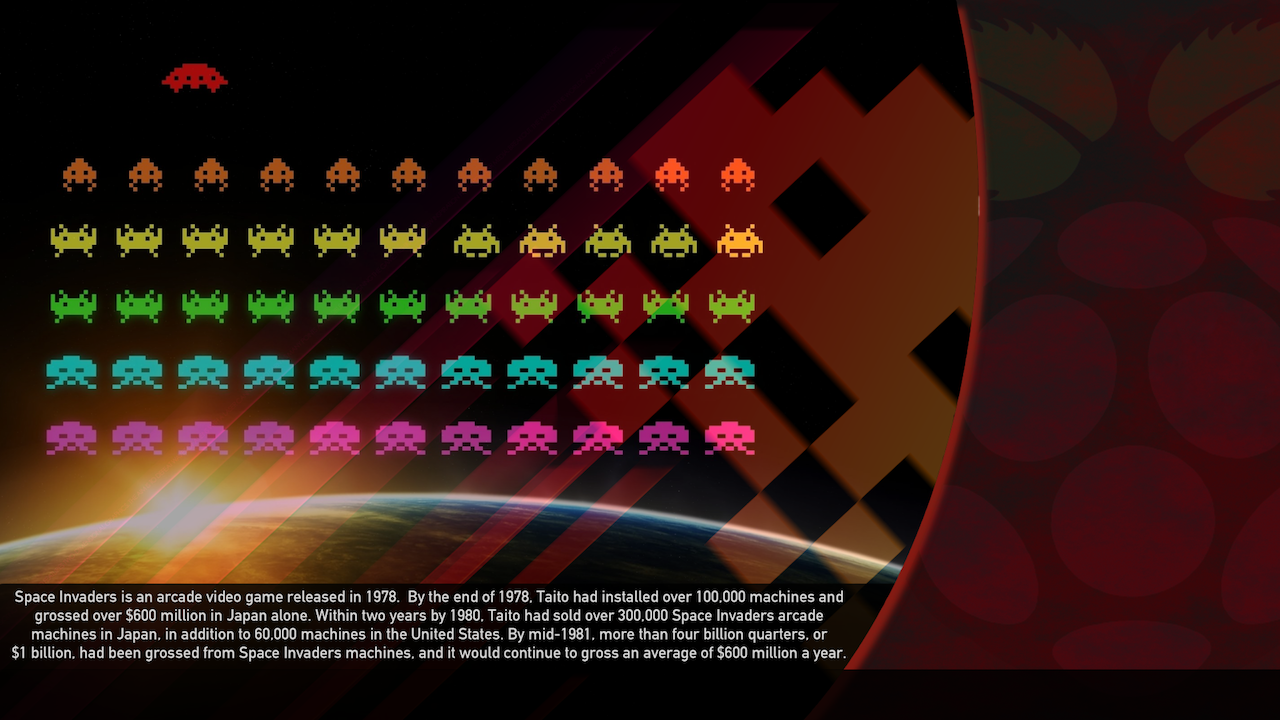 Space Invaders is an arcade video game released in 1978.  By the end of 1978, Taito had installed over 100,000 machines and
grossed over $600 million in Japan alone. Within two years by 1980, Taito had sold over 300,000 Space Invaders arcade
machines in Japan, in addition to 60,000 machines in the United States. By mid-1981, more than four billion quarters, or
$1 billion, had been grossed from Space Invaders machines, and it would continue to gross an average of $600 million a year.